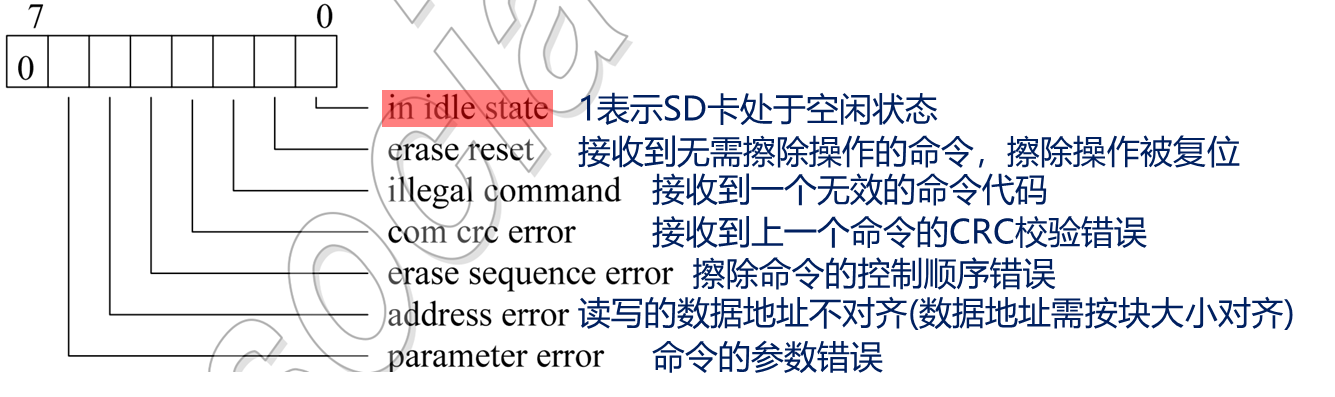 7 0
0
in idle state 1表示SD卡处于空闲状态
erase reset 接收到无需擦除操作的命令，擦除操作被复位
illegal command 接收到一个无效的命令代码
com crc error 接收到上一个命令的CRC校验错误
erase sequence error 擦除命令的控制顺序错误
address error 读写的数据地址不对齐(数据地址需按块大小对齐)
parameter error 命令的参数错误